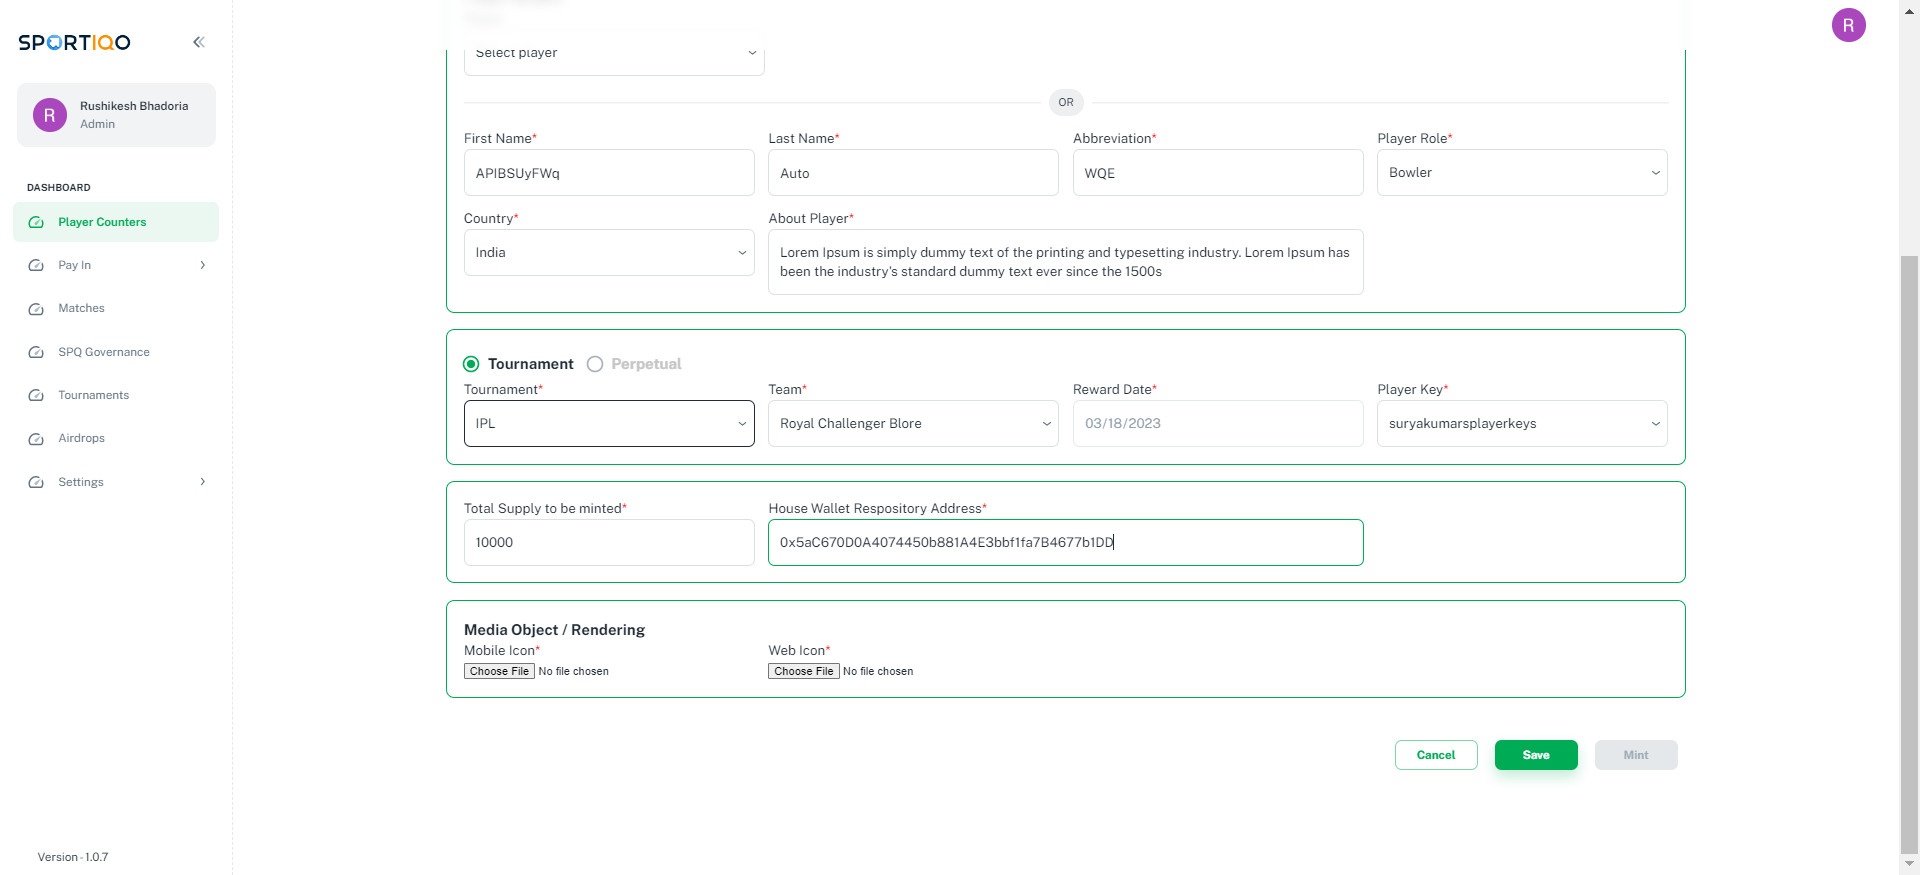 SPORTIQO
R
Rushikesh Bhadoria
Admin
DASHBOARD
Player Counters
Pay In
Matches
SPQ Governance
Tournaments
Airdrops
Settings
Version - 1.0.7
R
Select player
OR
First Name* Last Name* Abbreviation* Player Role*
APIBSUyFWq Auto WQE Bowler
Country* About Player*
India
Lorem Ipsum is simply dummy text of the printing and typesetting industry. Lorem Ipsum has
been the industry's standard dummy text ever since the 1500s
Tournament Perpetual
Tournament* Team* Reward Date* Player Key*
IPL Royal Challenger Blore 03/18/2023 suryakumarsplayerkeys
Total Supply to be minted* House Wallet Respository Address*
10000 0x5aC670D0A4074450b881A4E3bbf1fa7B4677b1DD
Media Object / Rendering
Mobile Icon* Web Icon*
Choose File No file chosen Choose File No file chosen
Cancel Save Mint